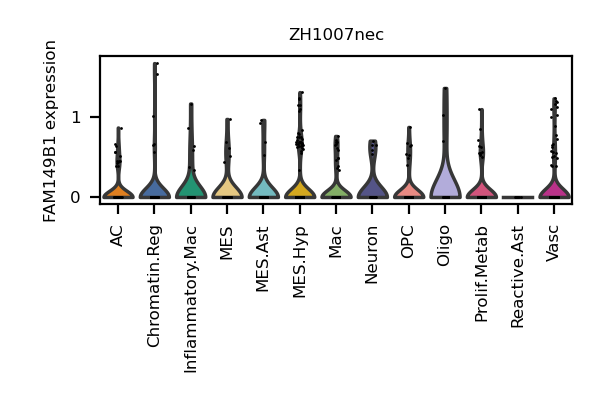 ZH1007nec
FAM149B1 expression
1
0
AC
Chromatin.Reg
Inflammatory.Mac
MES
MES.Ast
MES.Hyp
Mac
Neuron
OPC
Oligo
Prolif.Metab
Reactive.Ast
Vasc